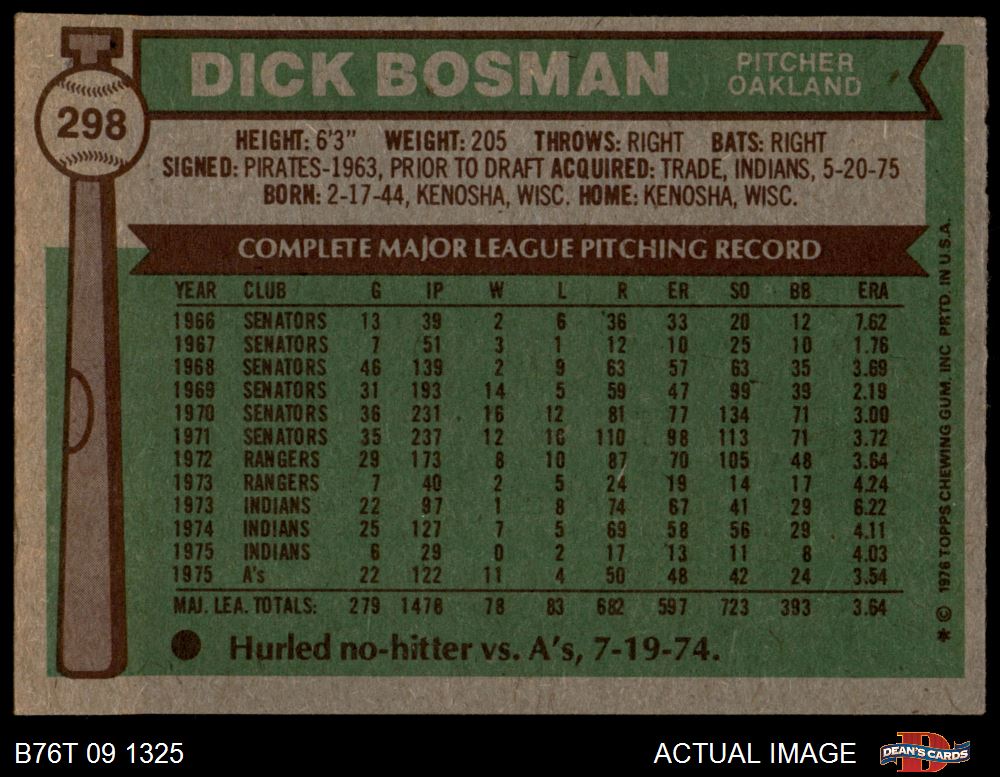 T
298
DICK BOSMAN
PITCHER
OAKLAND
HEIGHT: 6'3" WEIGHT: 205 THROWS: RIGHT BATS: RIGHT
SIGNED: PIRATES-1963, PRIOR TO DRAFT ACQUIRED: TRADE, INDIANS, 5-20-75
BORN: 2-17-44, KENOSHA, WISC. HOME: KENOSHA, WISC.
COMPLETE MAJOR LEAGUE PITCHING RECORD
YEAR CLUB G IP W L R ER SO BB ERA
1966 SENATORS 13 39 2 6 36 33 20 12 7.62
1967 SENATORS 7 51 3 1 12 10 25 10 1.76
1968 SENATORS 46 139 2 9 63 57 63 35 3.69
1969 SENATORS 31 193 14 5 59 47 99 39 2.19
1970 SENATORS 36 231 16 12 81 77 134 71 3.00
1971 SENATORS 35 237 12 16 110 98 113 71 3.72
1972 RANGERS 29 173 8 10 87 70 105 48 3.64
1973 RANGERS 7 40 2 5 24 19 14 17 4.24
1973 INDIANS 22 97 1 8 74 67 41 29 6.22
1974 INDIANS 25 127 7 5 69 58 56 29 4.11
1975 INDIANS 6 29 0 2 17 13 11 8 4.03
1975 A's 22 122 11 4 50 48 42 24 3.54
MAJ. LEA. TOTALS: 279 1478 78 83 682 597 723 393 3.64
Hurled no-hitter vs. A's, 7-19-74.
* © 1976 TOPPS CHEWING GUM, INC PRTD. IN U.S.A.
B76T 09 1325
ACTUAL IMAGE
DEAN'S CARDS